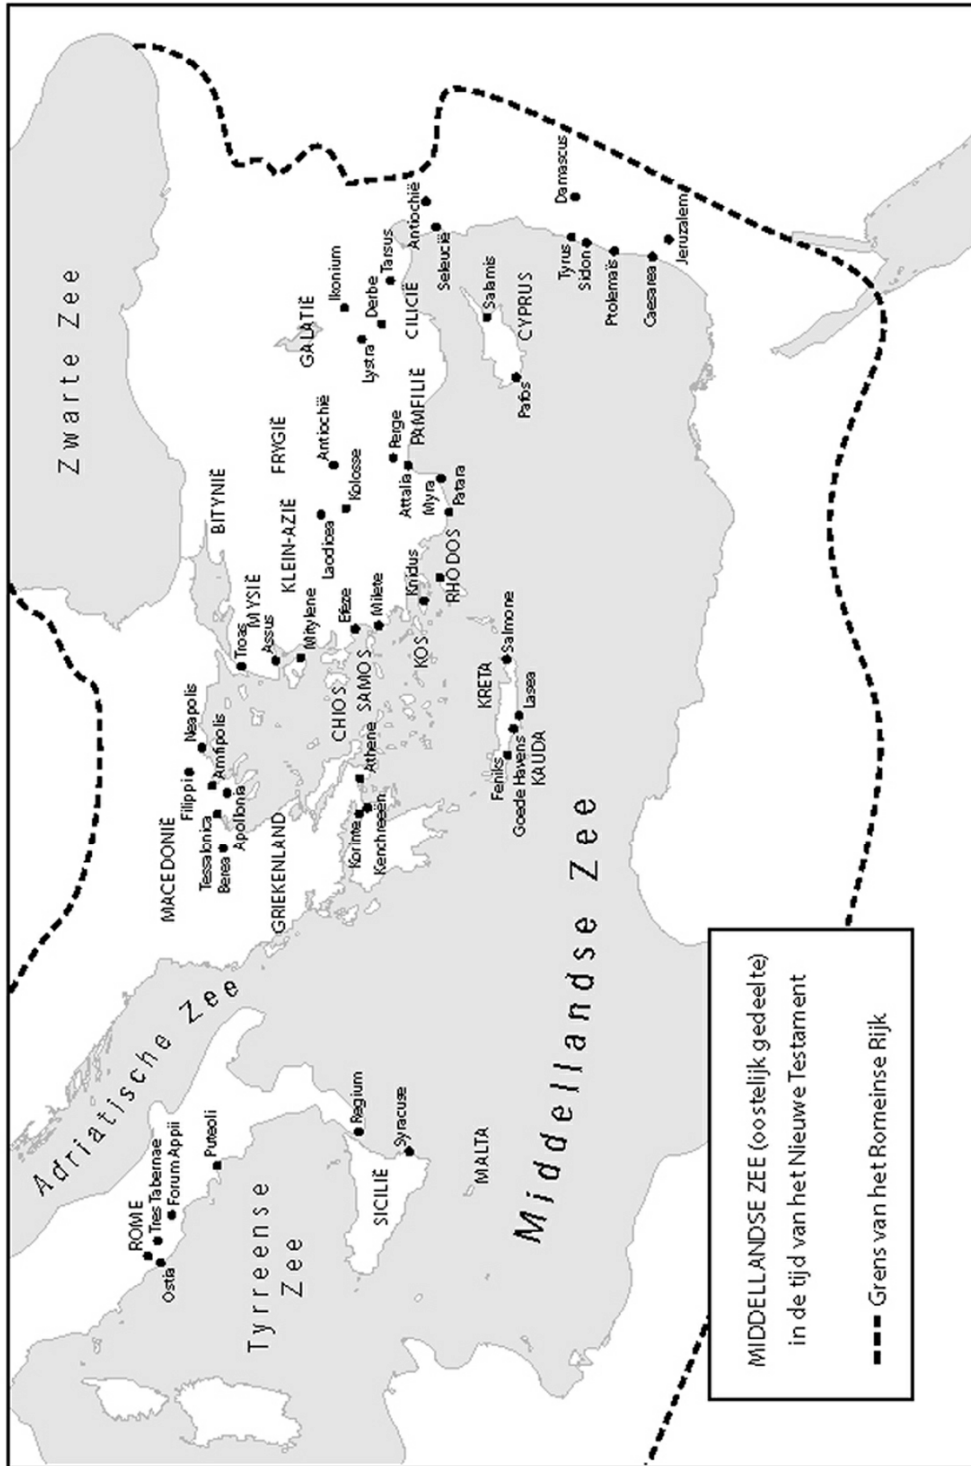 Zwarte Zee
Adriatische Zee
Tyrreense
Zee
Middellandse Zee
ROME
Tres Tabernae
Forum Appii
Ostia
Puteoli
Regium
SICILIË
Syracuse
MALTA
MACEDONIË
Filippi
Neapolis
Amfipolis
Tessalonica
Apollonia
Berea
GRIEKENLAND
Athene
Korinte
Kenchreeën
BITYNIË
MYSIË
Troas
Assus
Mitylene
KLEIN-AZIË
FRYGIË
GALATIË
Antiochië
Laodicea
Kolosse
Ikonium
Lystra
Derbe
Tarsus
CILICIË
Antiochië
Seleucië
CHIOS
SAMOS
Efeze
Milete
KOS
Knidus
RHODOS
Perge
Attalia
PAMFILIË
Myra
Patara
KRETA
Salmone
Lasea
Feniks
Goede Havens
KAUDA
Salamis
CYPRUS
Pafos
Damascus
Tyrus
Sidon
Ptolemaïs
Caesarea
Jeruzalem
MIDDELLANDSE ZEE (oostelijk gedeelte)
in de tijd van het Nieuwe Testament
Grens van het Romeinse Rijk